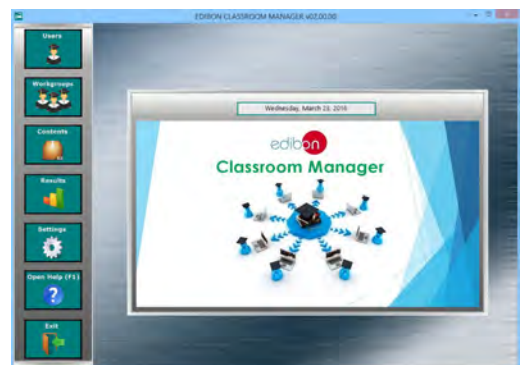 EDIBON CLASSROOM MANAGER v02.00.00
Users
Workgroups
Contents
Results
Settings
Open Help (F1)
Exit
Wednesday, March 23, 2016
edibon
Classroom Manager